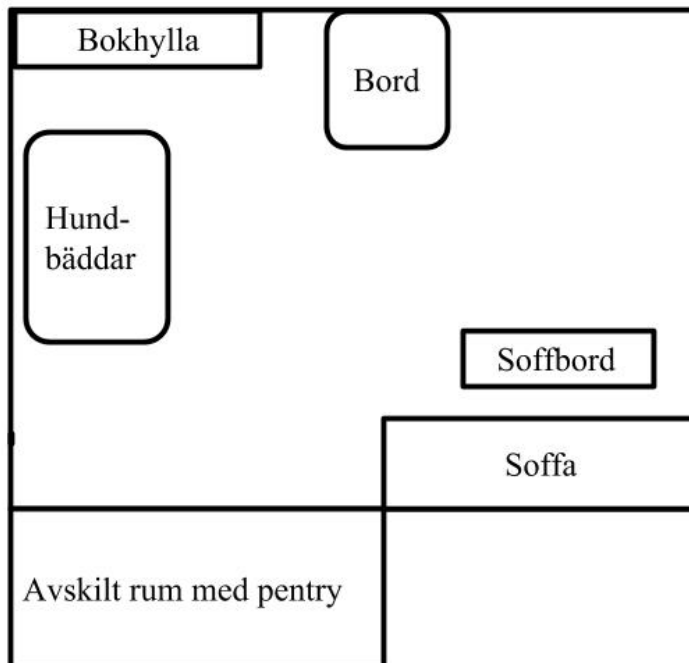 Bokhylla
Bord
Hund-
bäddar
Soffbord
Soffa
Avskilt rum med pentry